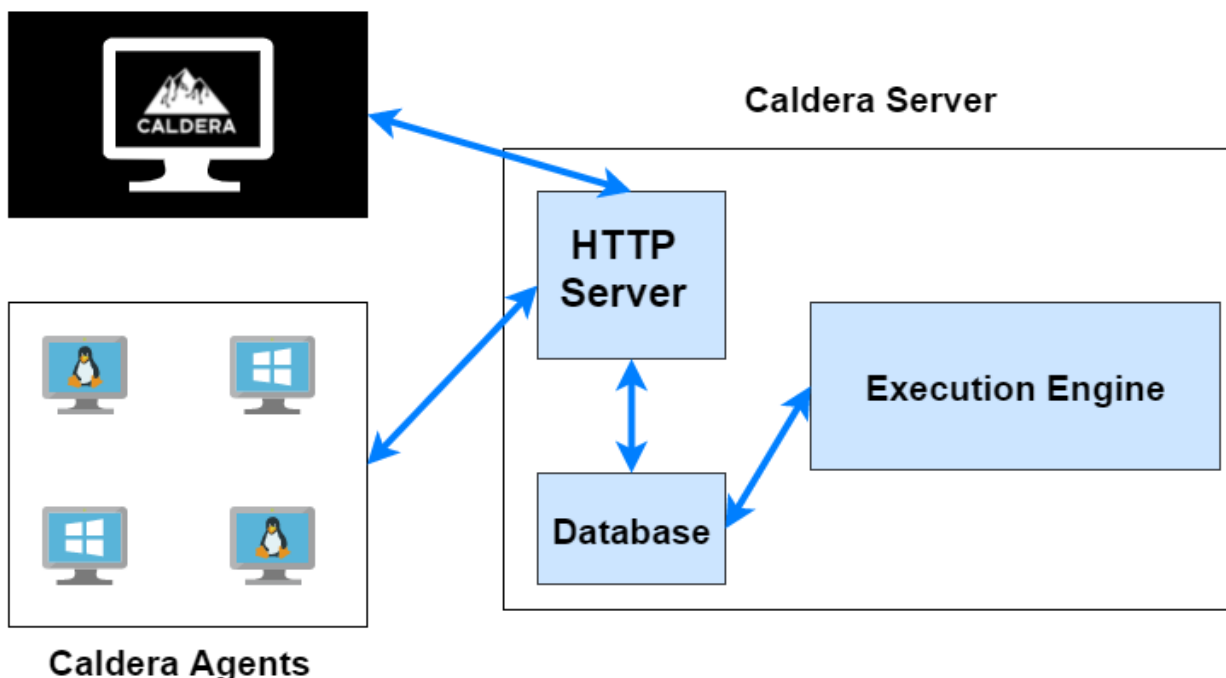 CALDERA
Caldera Server
HTTP
Server
Execution Engine
Database
Caldera Agents